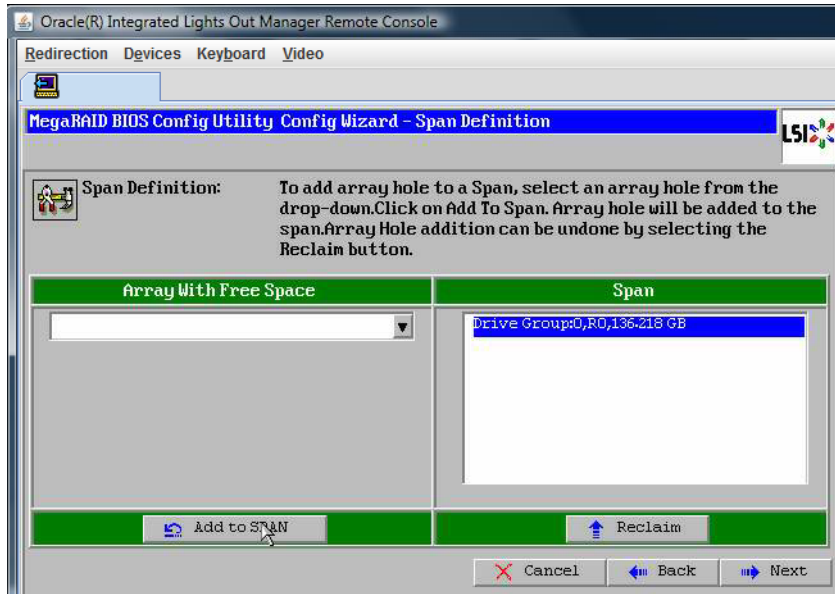 Oracle(R) Integrated Lights Out Manager Remote Console
Redirection Devices Keyboard Video
MegaRAID BIOS Config Utility Config Wizard - Span Definition
LSI
Span Definition:
To add array hole to a Span, select an array hole from the
drop-down.Click on Add To Span. Array hole will be added to the
span.Array Hole addition can be undone by selecting the
Reclaim button.
Array With Free Space
Span
Drive Group:0,R0,136.218 GB
Add to SPAN
Reclaim
Cancel
Back
Next